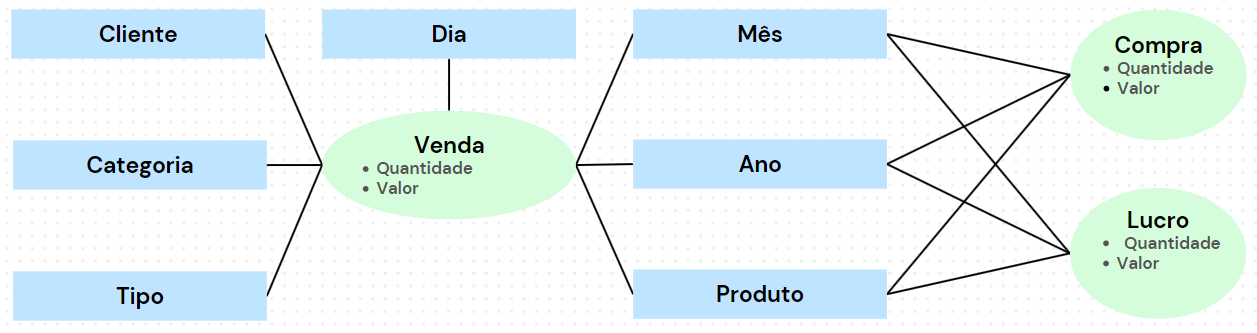 Cliente
Dia
Mês
Compra
• Quantidade
• Valor
Categoria
Venda
• Quantidade
• Valor
Ano
Lucro
• Quantidade
• Valor
Tipo
Produto